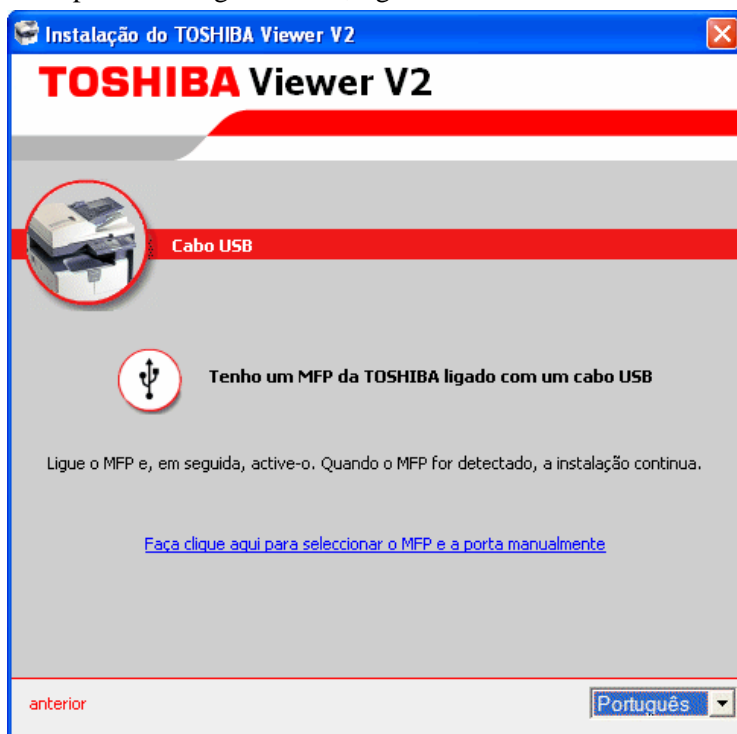 Instalação do TOSHIBA Viewer V2
TOSHIBA Viewer V2
Cabo USB
Tenho um MFP da TOSHIBA ligado com um cabo USB
Ligue o MFP e, em seguida, active-o. Quando o MFP for detectado, a instalação continua.
Faça clique aqui para seleccionar o MFP e a porta manualmente
anterior
Português